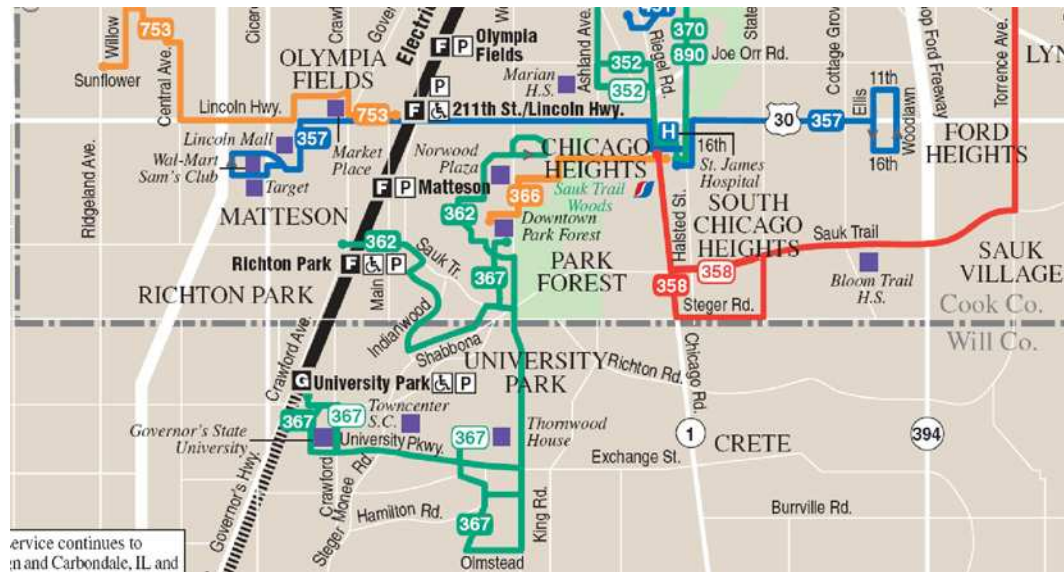 753
Willow
Sunflower
Central Ave.
Cicero
OLYMPIA
FIELDS
Electric
F P Olympia
Fields
P
Marian
H.S.
Ashland Ave.
352
352
Riegel Rd.
370
890
State
Joe Orr Rd.
Cottage Grove
Ford Freeway
Torrence Ave.
Lincoln Hwy.
753
F 211th St./Lincoln Hwy.
Lincoln Mall
357
Wal-Mart
Sam's Club
Target
Market
Place
Norwood
Plaza
CHICAGO
HEIGHTS
H
16th
St. James
Hospital
30
357
11th
Ellis
16th
Woodlawn
FORD
HEIGHTS
Ridgeland Ave.
MATTESON
F P Matteson
366
Sauk Trail
Woods
362
Downtown
Park Forest
Halsted St.
SOUTH
CHICAGO
HEIGHTS
Sauk Trail
362
Richton Park
F P
Sauk Tr.
367
PARK
FOREST
358
358
Steger Rd.
Bloom Trail
H.S.
SAUK
VILLAGE
RICHTON PARK
Main
Indianwood
Cook Co.
Will Co.
Crawford Ave.
Shabbona
UNIVERSITY
PARK
Richton Rd.
Chicago Rd.
G University Park P
367
367
Towncenter
S.C.
Governor's State
University
University Pkwy.
367
Thornwood
House
1
CRETE
394
Exchange St.
Governor's Hwy.
Crawford
Steger Monee Rd.
Hamilton Rd.
367
King Rd.
Burrville Rd.
Olmstead
service continues to
n and Carbondale, IL and